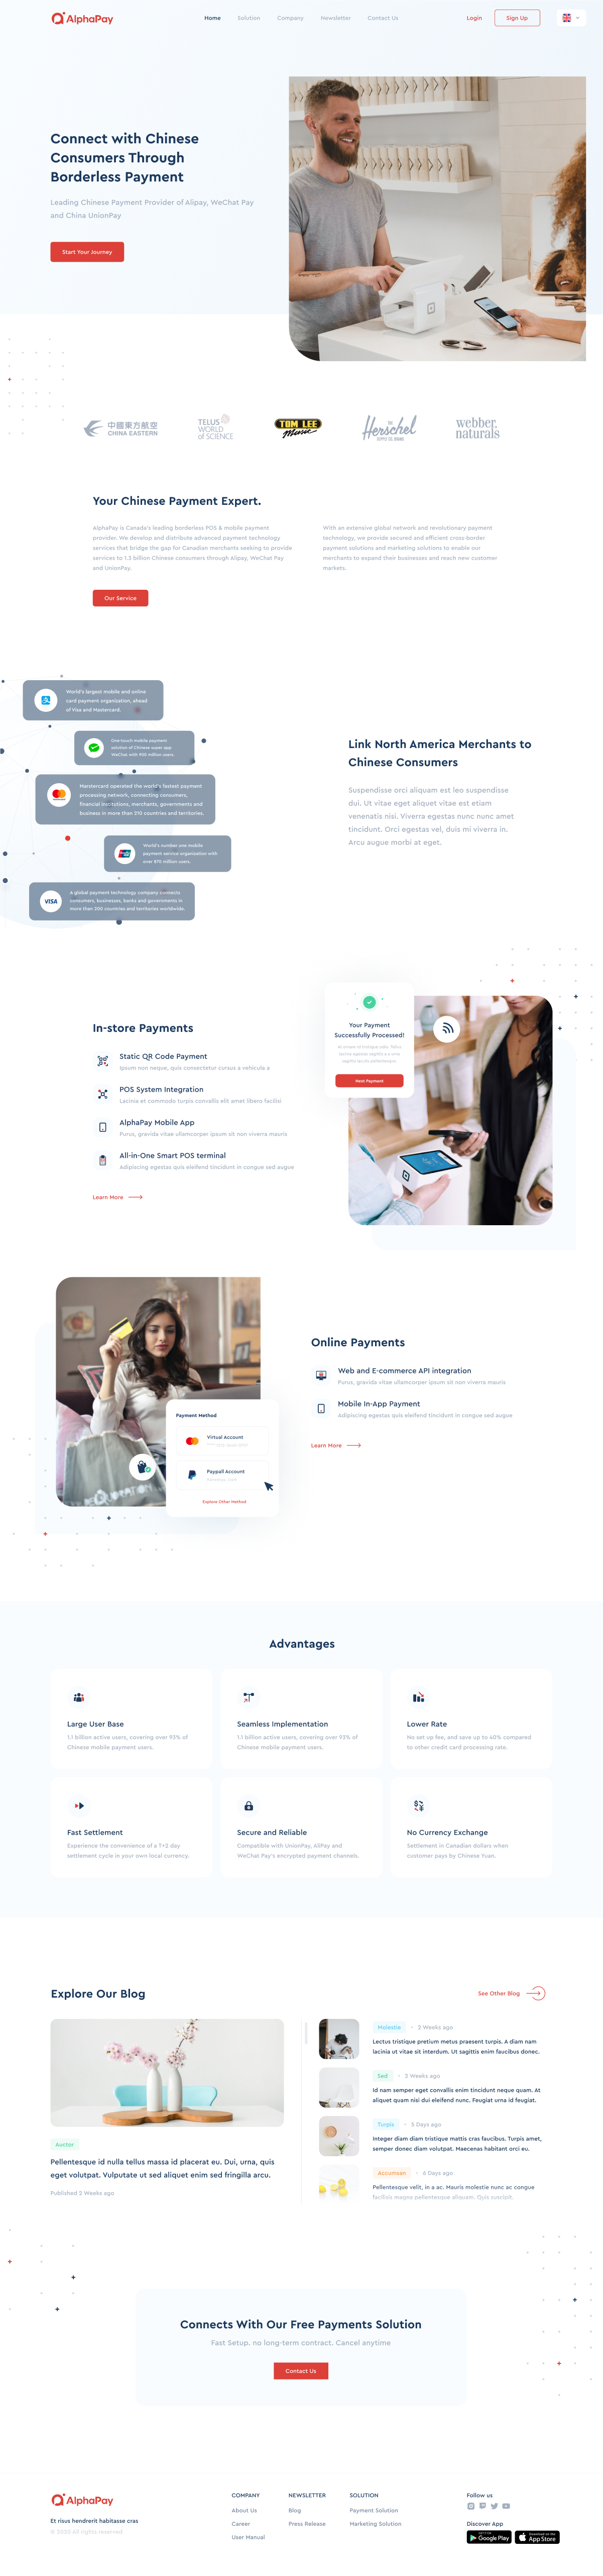 AlphaPay
Home
Solution
Company
Newsletter
Contact Us
Login
Sign Up
Connect with Chinese
Consumers Through
Borderless Payment
Leading Chinese Payment Provider of Alipay, WeChat Pay
and China UnionPay
Start Your Journey
中國東方航空
CHINA EASTERN
TELUS
WORLD
of SCIENCE
TOM LEE
Music
THE
Herschel
SUPPLY CO. BRAND
webber
naturals
Your Chinese Payment Expert.
AlphaPay is Canada's leading borderless POS & mobile payment
provider. We develop and distribute advanced payment technology
services that bridge the gap for Canadian merchants seeking to provide
services to 1.3 billion Chinese consumers through Alipay, WeChat Pay
and UnionPay.
With an extensive global network and revolutionary payment
technology, we provide secured and efficient cross-border
payment solutions and marketing solutions to enable our
merchants to expand their businesses and reach new customer
markets.
Our Service
World's largest mobile and online
card payment organisation, ahead
of Visa and Mastercard.
One-touch mobile payment
solution of Chinese super app
WeChat with 900 million users.
Marstercard operated the world's fastest payment
processing network, connecting consumers,
financial institutions, merchants, governments and
business in more than 210 countries and territories.
World's number one mobile
payment service organisation with
over 870 million users.
VISA
A global payment technology company connects
consumers, businesses, banks and governments in
more than 200 countries and territories worldwide.
Link North America Merchants to
Chinese Consumers
Suspendisse orci aliquam est leo suspendisse
dui. Ut vitae eget aliquet vitae est etiam
venenatis nisi. Viverra egestas nunc nunc amet
tincidunt. Orci egestas vel, duis mi viverra in.
Arcu augue morbi at eget.
In-store Payments
Static QR Code Payment
Ipsum non neque, quis consectetur cursus a vehicula a
POS System Integration
Lacinia et commodo turpis convallis elit amet libero facilisi
AlphaPay Mobile App
Purus, gravida vitae ullamcorper ipsum sit non viverra mauris
All-in-One Smart POS terminal
Adipiscing egestas quis eleifend tincidunt in congue sed augue
Learn More
Your Payment
Successfully Processed!
Next Payment
Payment Method
Virtual Account
Paypall Account
Explore Other Method
Online Payments
Web and E-commerce API integration
Purus, gravida vitae ullamcorper ipsum sit non viverra mauris
Mobile In-App Payment
Adipiscing egestas quis eleifend tincidunt in congue sed augue
Learn More
Advantages
Large User Base
1.1 billion active users, covering over 93% of
Chinese mobile payment users.
Seamless Implementation
1.1 billion active users, covering over 93% of
Chinese mobile payment users.
Lower Rate
No set up fee, and save up to 60% compared
to other credit card processing rate.
Fast Settlement
Experience the convenience of a T+2 day
settlement cycle in your own local currency.
Secure and Reliable
Compatible with UnionPay, AliPay and
WeChat Pay's encrypted payment channels.
No Currency Exchange
Settlement in Canadian dollars when
customer pays by Chinese Yuan.
Explore Our Blog
See Other Blog
Auctor
Pellentesque id nulla tellus massa id placerat eu. Dui, urna, quis
eget volutpat. Vulputate ut sed aliquet enim sed fringilla arcu.
Published 2 Weeks ago
Molestie
2 Weeks ago
Lectus tristique pretium metus praesent turpis. A diam nam
lacinia ut vitae sit interdum. Ut sagittis enim faucibus donec.
Sed
2 Weeks ago
Id nam semper eget convallis enim tincidunt neque quam. At
aliquet quam nisi dui eleifend nunc. Feugiat urna id feugiat.
Turpis
5 Days ago
Integer diam diam tristique mattis cras faucibus. Turpis amet,
semper donec diam volutpat. Maecenas habitant orci eu.
Accumsan
6 Days ago
Pellentesque velit, in a ac. Mauris molestie nunc ac congue
facilisis magna pellentesque aliquam. Quis suscipit.
Connects With Our Free Payments Solution
Fast Setup. no long-term contract. Cancel anytime
Contact Us
AlphaPay
Et risus hendrerit habitasse cras
© 2020 All rights reserved
COMPANY
About Us
Career
User Manual
NEWSLETTER
Blog
Press Release
SOLUTION
Payment Solution
Marketing Solution
Follow us
Discover App
GET IT ON
Google Play
Download on the
App Store